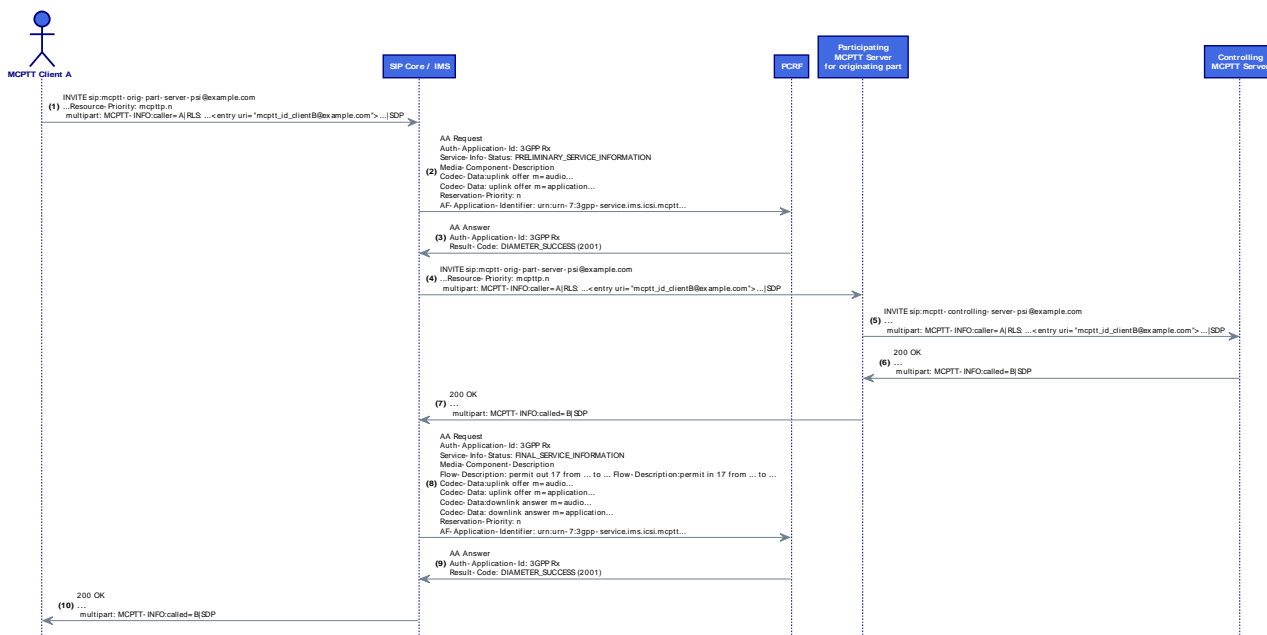 MCPTT Client A
SIP Core / IMS
PCRF
Participating
MCPTT Server
for originating part
Controlling
MCPTT Server
INVITE sip:mcptt-orig-part-server-psi@example.com
(1) ...Resource-Priority: mcpttp.n
multipart: MCPTT-INFO:caller=A|RLS: ...<entry uri="mcptt_id_clientB@example.com">...|SDP
AA Request
Auth-Application-Id: 3GPP Rx
Service-Info-Status: PRELIMINARY_SERVICE_INFORMATION
Media-Component-Description
(2) Codec-Data:uplink offer m=audio...
Codec-Data: uplink offer m=application...
Reservation-Priority: n
AF-Application-Identifier: urn:urn-7:3gpp-service.ims.icsi.mcptt...
AA Answer
(3) Auth-Application-Id: 3GPP Rx
Result-Code: DIAMETER_SUCCESS (2001)
INVITE sip:mcptt-orig-part-server-psi@example.com
(4) ...Resource-Priority: mcpttp.n
multipart: MCPTT-INFO:caller=A|RLS: ...<entry uri="mcptt_id_clientB@example.com">...|SDP
INVITE sip:mcptt-controlling-server-psi@example.com
(5) ...
multipart: MCPTT-INFO:caller=A|RLS: ...<entry uri="mcptt_id_clientB@example.com">...|SDP
200 OK
(6) ...
multipart: MCPTT-INFO:called=B|SDP
200 OK
(7) ...
multipart: MCPTT-INFO:called=B|SDP
AA Request
Auth-Application-Id: 3GPP Rx
Service-Info-Status: FINAL_SERVICE_INFORMATION
Media-Component-Description
Flow-Description: permit out 17 from ... to ... Flow-Description:permit in 17 from ... to ...
(8) Codec-Data:uplink offer m=audio...
Codec-Data: uplink offer m=application...
Codec-Data:downlink answer m=audio...
Codec-Data: downlink answer m=application...
Reservation-Priority: n
AF-Application-Identifier: urn:urn-7:3gpp-service.ims.icsi.mcptt...
AA Answer
(9) Auth-Application-Id: 3GPP Rx
Result-Code: DIAMETER_SUCCESS (2001)
200 OK
(10) ...
multipart: MCPTT-INFO:called=B|SDP